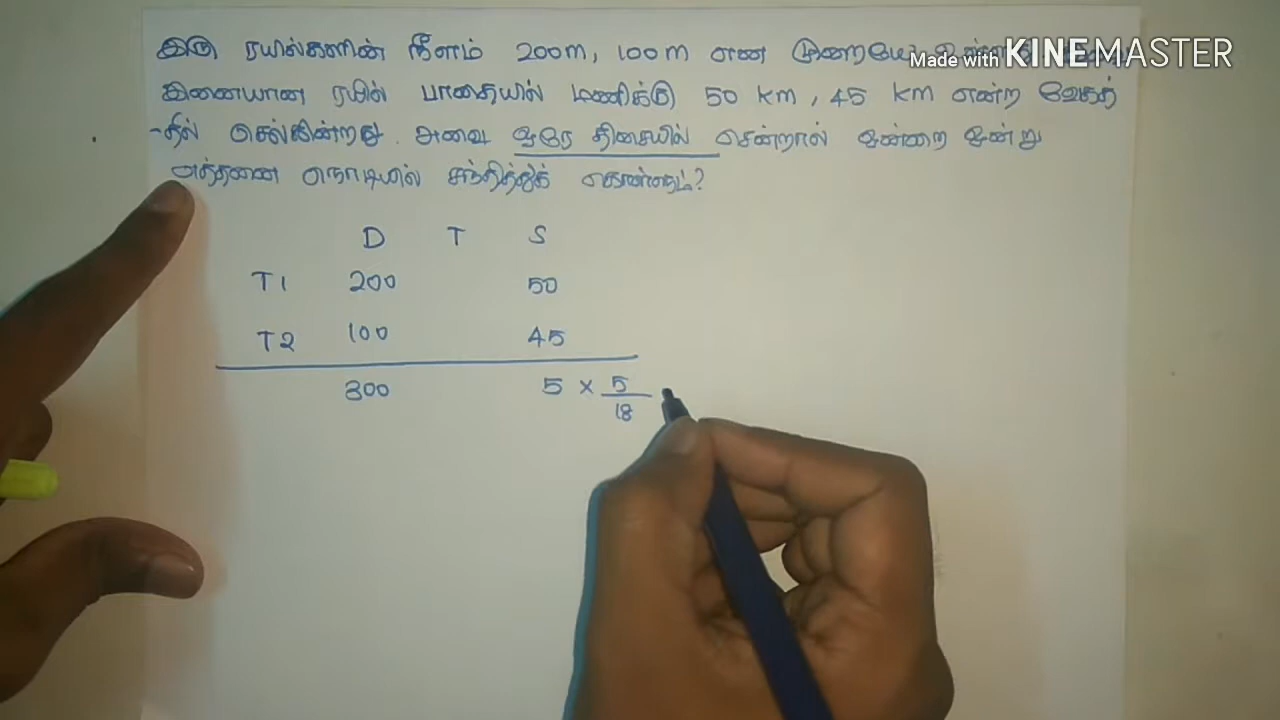 இரு ரயில்களின் நீளம் 200m, 100m என முறையே
Made with KINEMASTER
இணையான ரயில் பாதையில் மணிக்கு 50 km, 45 km என்ற வேகத்
-தில் செல்கின்றது. அவை ஒரே திசையில் சென்றால் ஒன்றை ஒன்று
எத்தனை நொடியில் சந்தித்துக் கொள்ளும்?
D T S
T1 200 50
T2 100 45
300 5 × 5/18